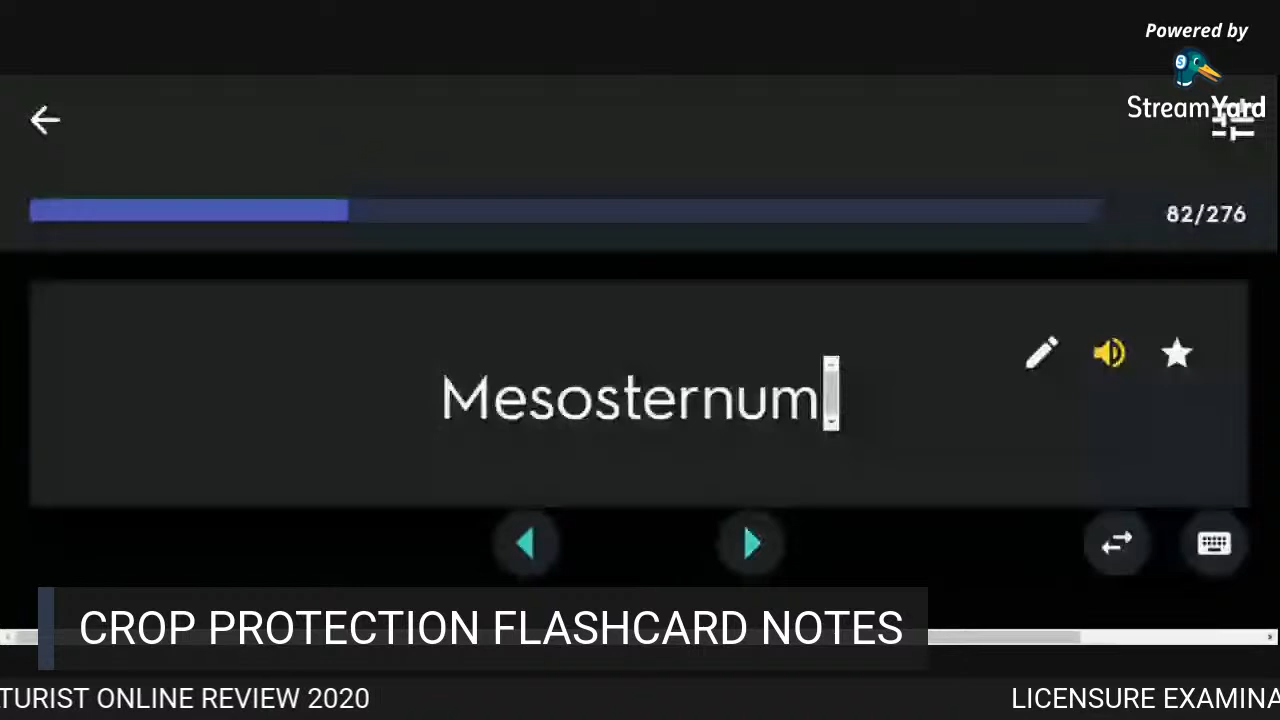 Powered by
StreamYard
82/276
Mesosternum
CROP PROTECTION FLASHCARD NOTES
TURIST ONLINE REVIEW 2020
LICENSURE EXAMINA